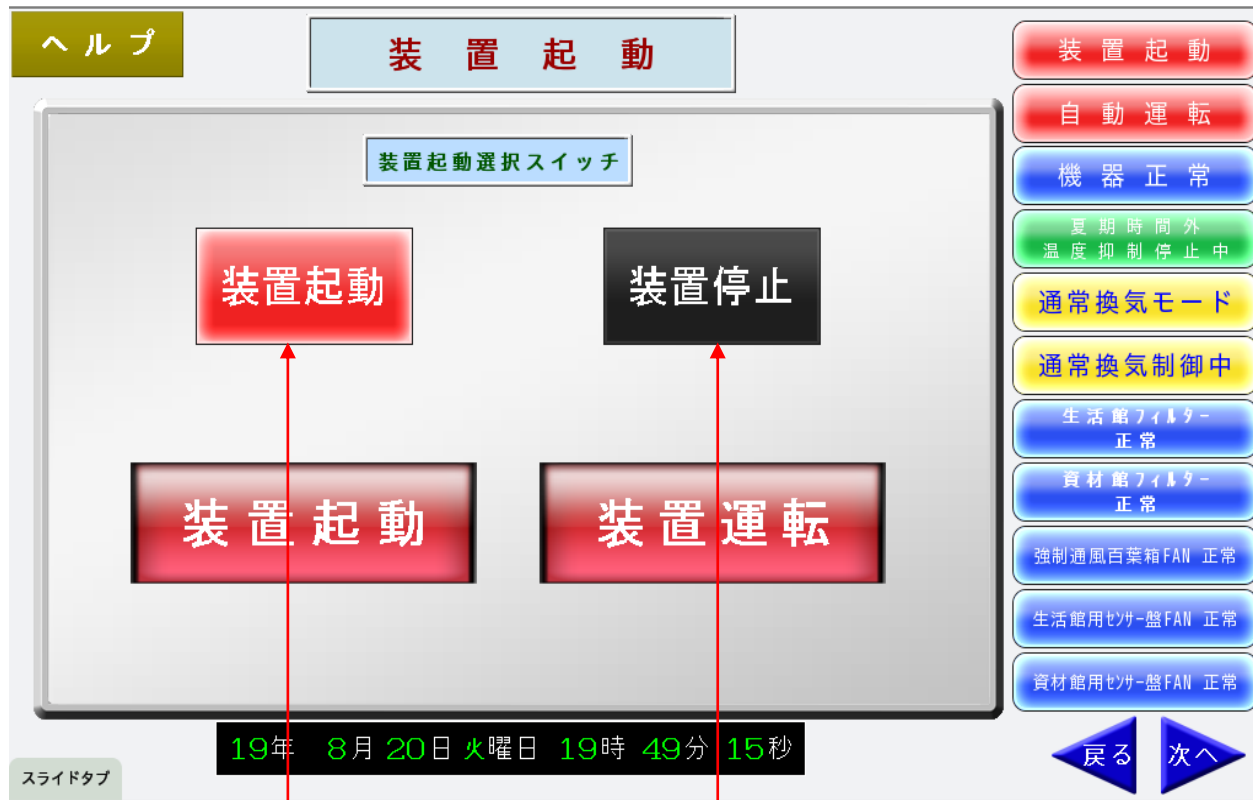 ヘルプ
装置起動
装置起動選択スイッチ
装置起動
装置停止
装置起動
装置運転
19年 8月20日 火曜日 19時 49分 15秒
スライドタブ
装置起動
自動運転
機器正常
夏期時間外
温度抑制停止中
通常換気モード
通常換気制御中
生活館フィルター
正常
資材館フィルター
正常
強制通風百葉箱FAN 正常
生活館用センサー盤FAN 正常
資材館用センサー盤FAN 正常
戻る
次へ